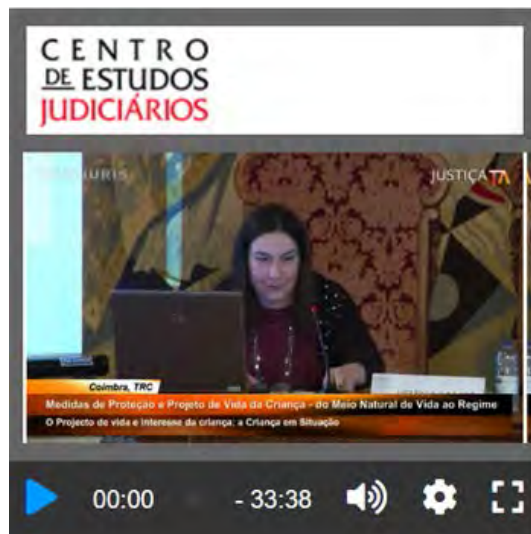 CENTRO
DE ESTUDOS
JUDICIÁRIOS
JUSTIÇA TV
Coimbra, TRC
Medidas de Proteção e Projeto de Vida da Criança - do Meio Natural de Vida ao Regime
O Projecto de vida e interesse da criança: a Criança em Situação
00:00
- 33:38